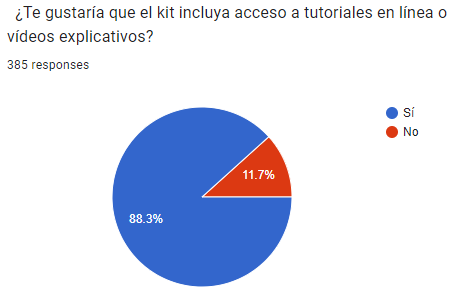 ¿Te gustaría que el kit incluya acceso a tutoriales en línea o
vídeos explicativos?
385 responses
Sí
No
11.7%
88.3%